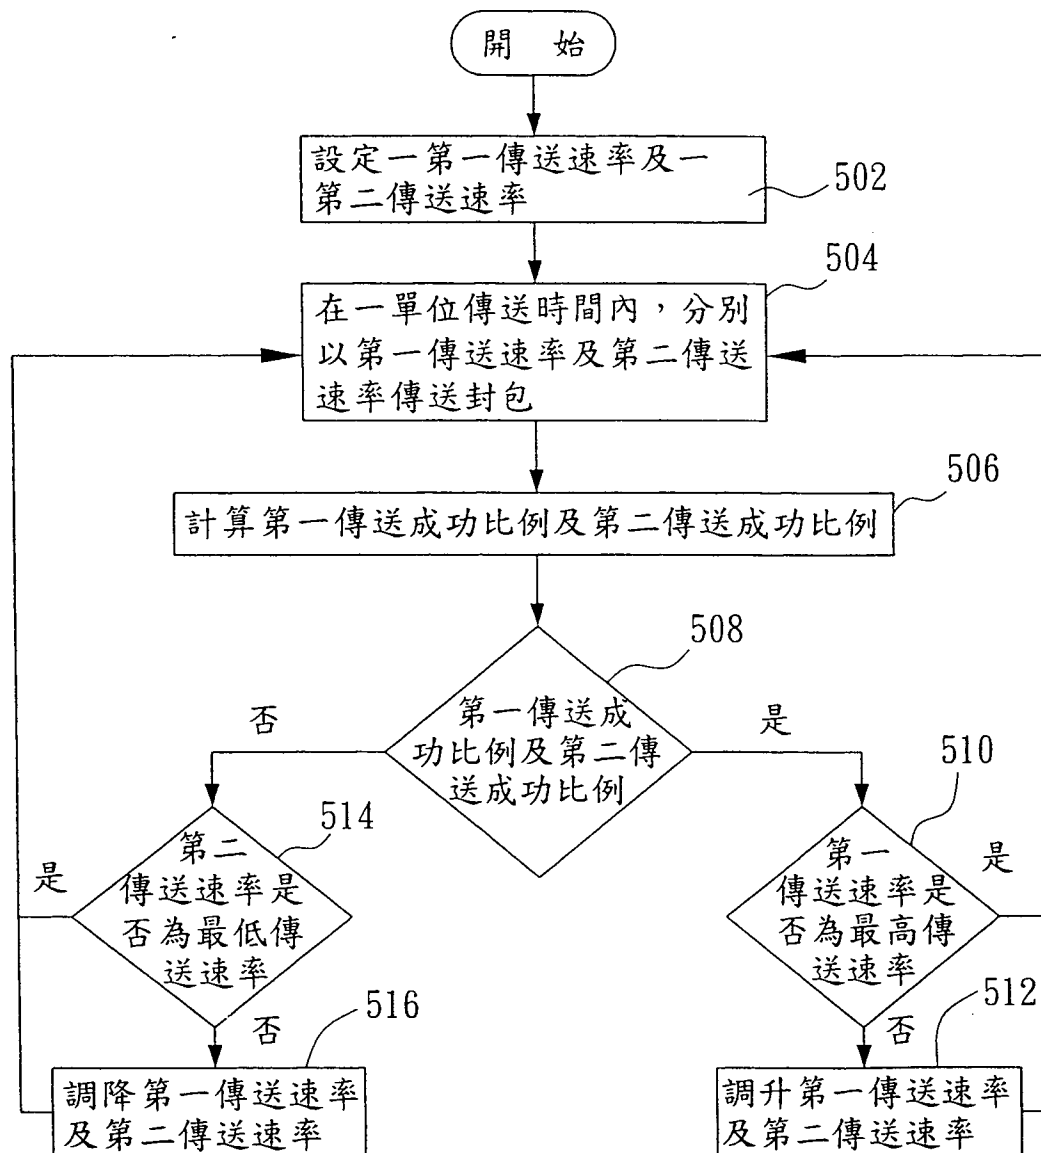 開 始
設定一第一傳送速率及一
第二傳送速率
502
504
在一單位傳送時間內，分別
以第一傳送速率及第二傳送
速率傳送封包
506
計算第一傳送成功比例及第二傳送成功比例
508
第一傳送成
功比例及第二傳
送成功比例
否
是
510
514
第二
傳送速率是
否為最低傳
送速率
是
第一
傳送速率是
否為最高傳
送速率
是
否
516
否
512
調降第一傳送速率
及第二傳送速率
調升第一傳送速率
及第二傳送速率